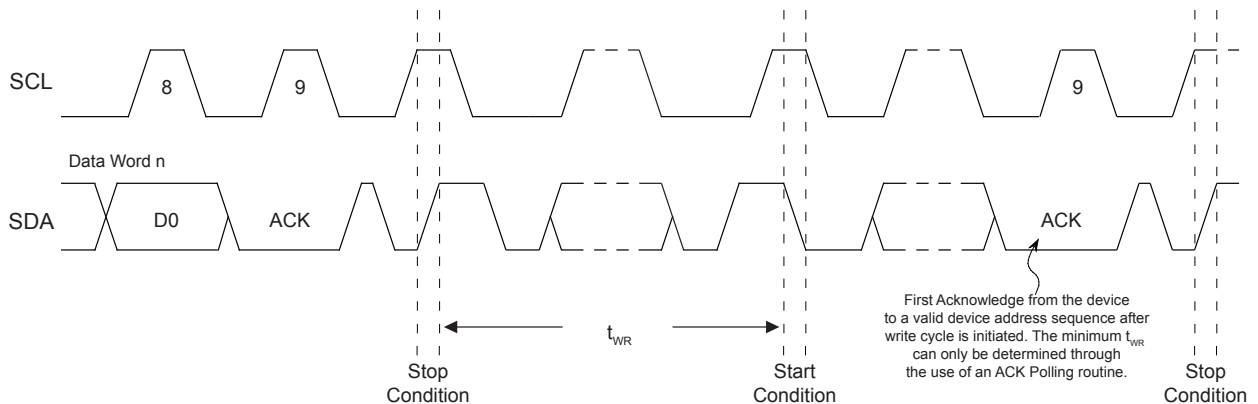 SCL
8
9
9
Data Word n
SDA
D0
ACK
ACK
First Acknowledge from the device
to a valid device address sequence after
write cycle is initiated. The minimum tWR
can only be determined through
the use of an ACK Polling routine.
tWR
Stop
Condition
Start
Condition
Stop
Condition